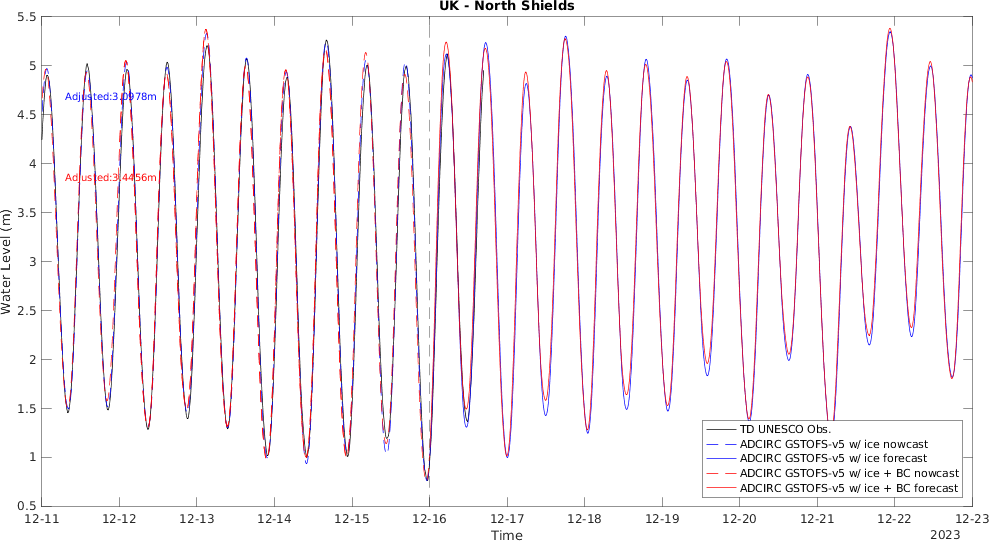 UK - North Shields
5.5
5
4.5
4
3.5
3
2.5
2
1.5
1
0.5
Water Level (m)
Adjusted:3.0978m
Adjusted:3.4456m
TD UNESCO Obs.
ADCIRC GSTOFS-v5 w/ ice nowcast
ADCIRC GSTOFS-v5 w/ ice forecast
ADCIRC GSTOFS-v5 w/ ice + BC nowcast
ADCIRC GSTOFS-v5 w/ ice + BC forecast
12-11 12-12 12-13 12-14 12-15 12-16 12-17 12-18 12-19 12-20 12-21 12-22 12-23
Time
2023